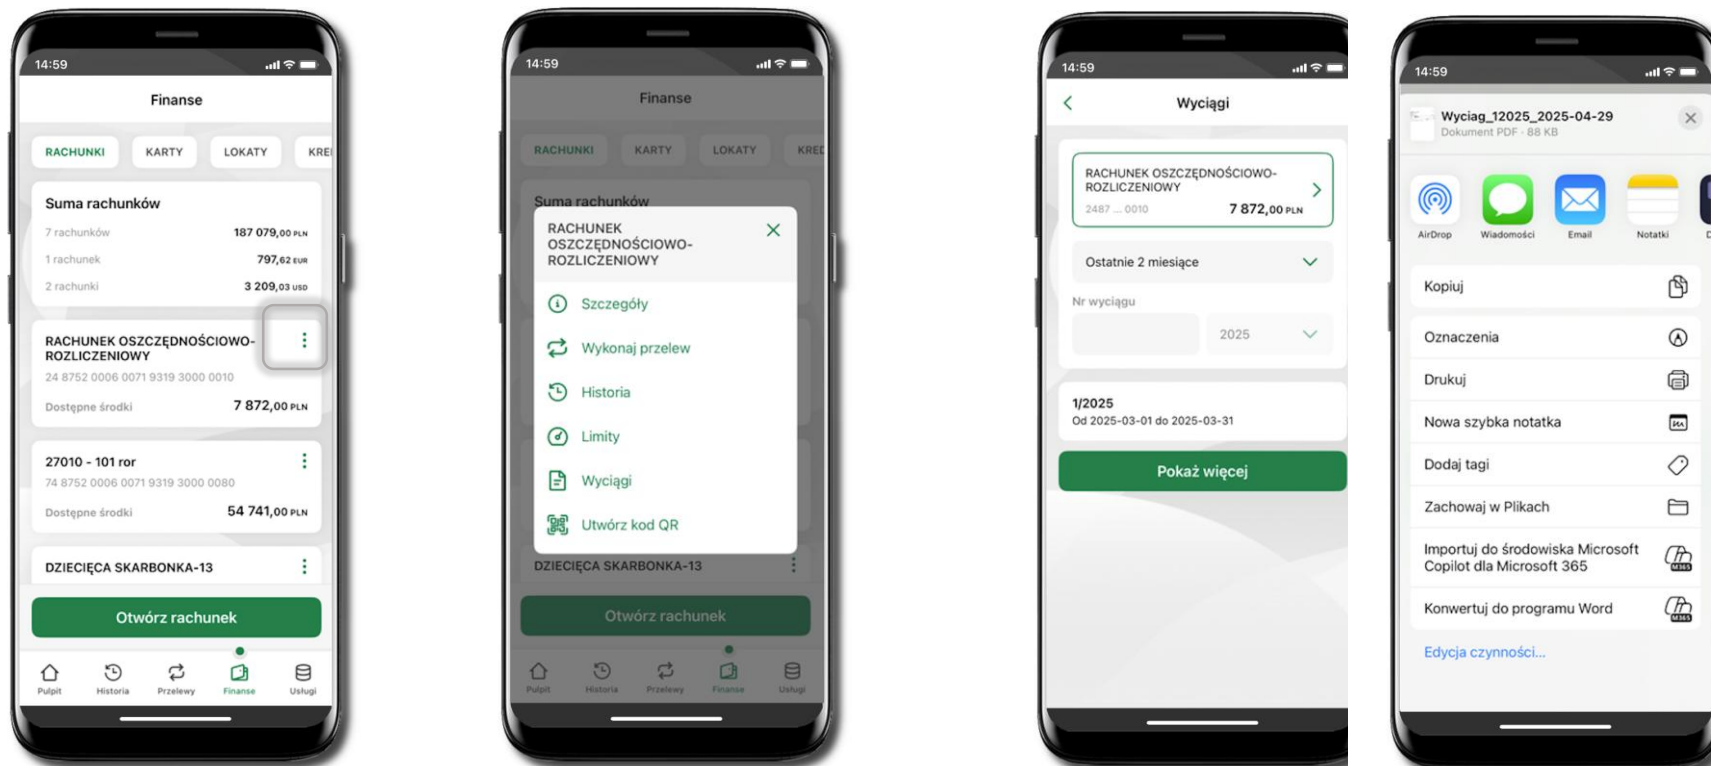 14:59
Finanse
RACHUNKI KARTY LOKATY KRE
Suma rachunków
7 rachunków 187 079,00 PLN
1 rachunek 797,62 EUR
2 rachunki 3 209,03 USD
RACHUNEK OSZCZĘDNOŚCIOWO-
ROZLICZENIOWY
24 8752 0006 0071 9319 3000 0010
Dostępne środki 7 872,00 PLN
27010 - 101 ror
74 8752 0006 0071 9319 3000 0080
Dostępne środki 54 741,00 PLN
DZIECIĘCA SKARBONKA-13
Otwórz rachunek
Pulpit Historia Przelewy Finanse Usługi
14:59
Finanse
RACHUNKI KARTY LOKATY KRED
Suma rachunków
RACHUNEK
OSZCZĘDNOŚCIOWO-
ROZLICZENIOWY
Szczegóły
Wykonaj przelew
Historia
Limity
Wyciągi
Utwórz kod QR
DZIECIĘCA SKARBONKA-13
Otwórz rachunek
Pulpit Historia Przelewy Finanse Usługi
14:59
Wyciągi
RACHUNEK OSZCZĘDNOŚCIOWO-
ROZLICZENIOWY
2487 ... 0010 7 872,00 PLN
Ostatnie 2 miesiące
Nr wyciągu
2025
1/2025
Od 2025-03-01 do 2025-03-31
Pokaż więcej
14:59
Wyciag_12025_2025-04-29
Dokument PDF · 88 KB
AirDrop Wiadomości Email Notatki D
Kopiuj
Oznaczenia
Drukuj
Nowa szybka notatka
Dodaj tagi
Zachowaj w Plikach
Importuj do środowiska Microsoft
Copilot dla Microsoft 365
M365
Konwertuj do programu Word
M365
Edycja czynności...